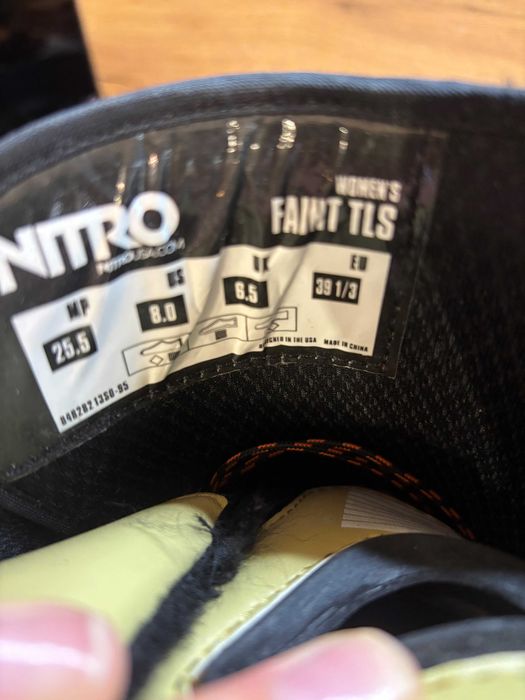 NITRO
NITROUSA.COM
WOMEN'S
FAINT TLS
MP US UK EU
25.5 8.0 6.5 39 1/3
DESIGNED IN THE USA MADE IN CHINA